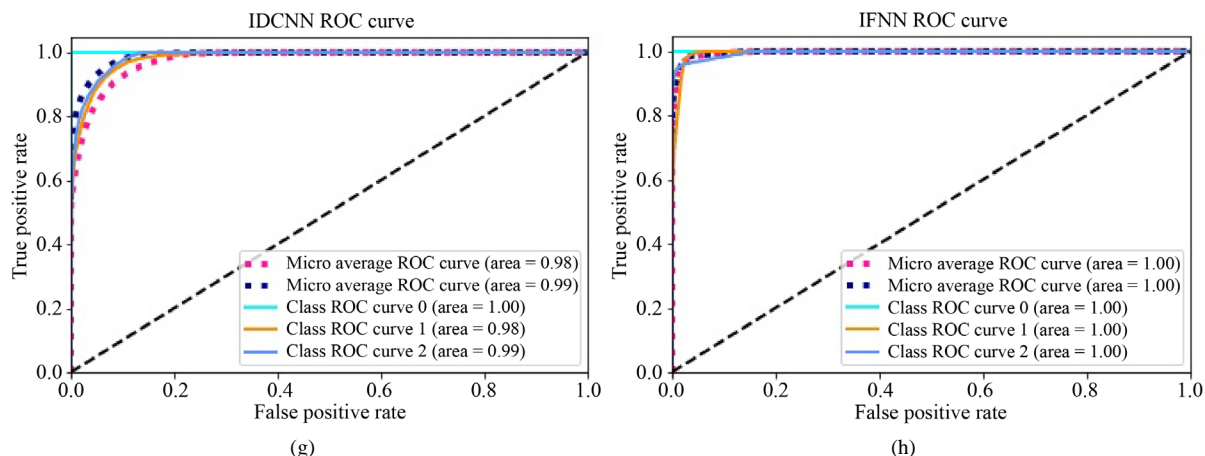 IDCNN ROC curve
1.0
0.8
0.6
0.4
0.2
0.0
True positive rate
Micro average ROC curve (area = 0.98)
Micro average ROC curve (area = 0.99)
Class ROC curve 0 (area = 1.00)
Class ROC curve 1 (area = 0.98)
Class ROC curve 2 (area = 0.99)
0.0 0.2 0.4 0.6 0.8 1.0
False positive rate
(g)
IFNN ROC curve
1.0
0.8
0.6
0.4
0.2
0.0
True positive rate
Micro average ROC curve (area = 1.00)
Micro average ROC curve (area = 1.00)
Class ROC curve 0 (area = 1.00)
Class ROC curve 1 (area = 1.00)
Class ROC curve 2 (area = 1.00)
0.0 0.2 0.4 0.6 0.8 1.0
False positive rate
(h)